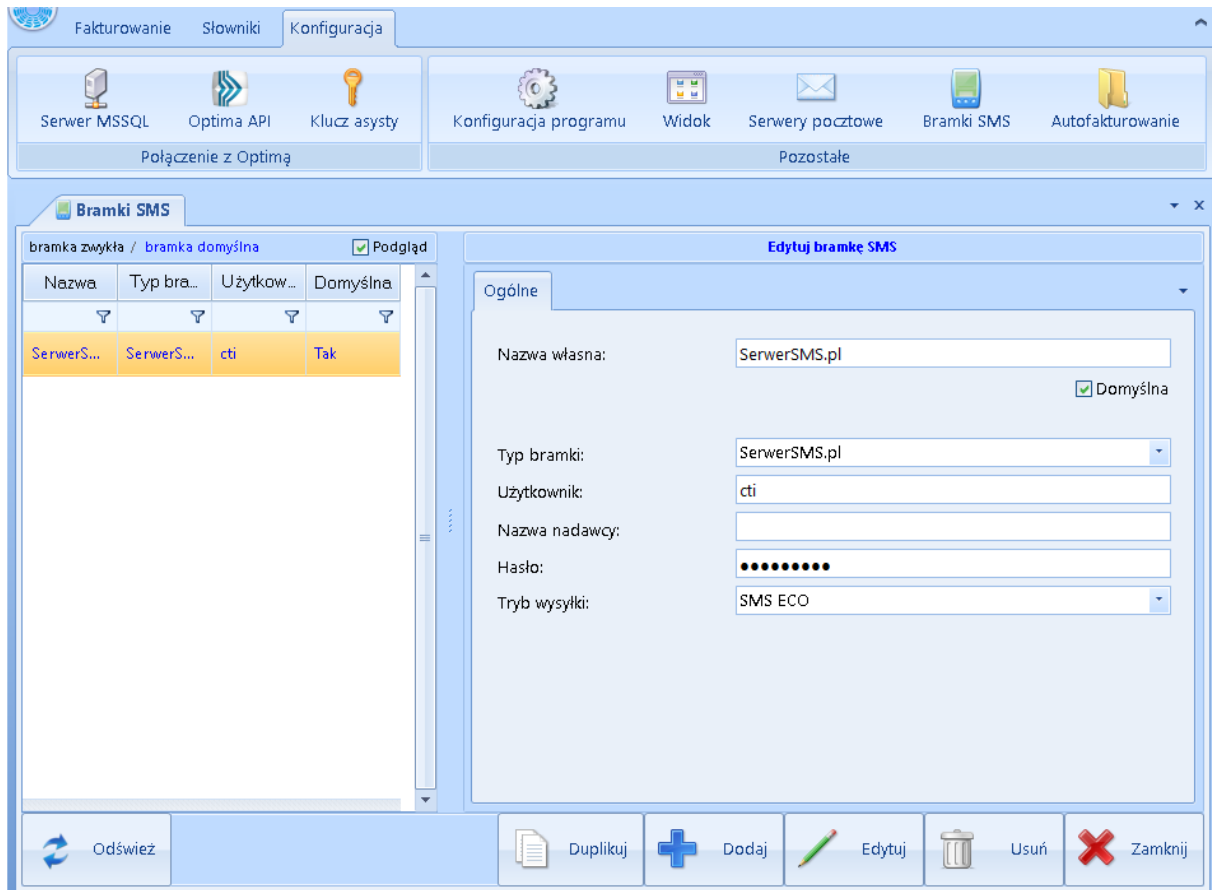 Fakturowanie Słowniki Konfiguracja
Serwer MSSQL Optima API Klucz asysty Konfiguracja programu Widok Serwery pocztowe Bramki SMS Autofakturowanie
Połączenie z Optimą Pozostałe
Bramki SMS
bramka zwykła / bramka domyślna Podgląd Edytuj bramkę SMS
Nazwa Typ bra... Użytkow... Domyślna
Ogólne
SerwerS... SerwerS... cti Tak
Nazwa własna: SerwerSMS.pl
Domyślna
Typ bramki: SerwerSMS.pl
Użytkownik: cti
Nazwa nadawcy:
Hasło: •••••••••
Tryb wysyłki: SMS ECO
Odśwież Duplikuj Dodaj Edytuj Usuń Zamknij